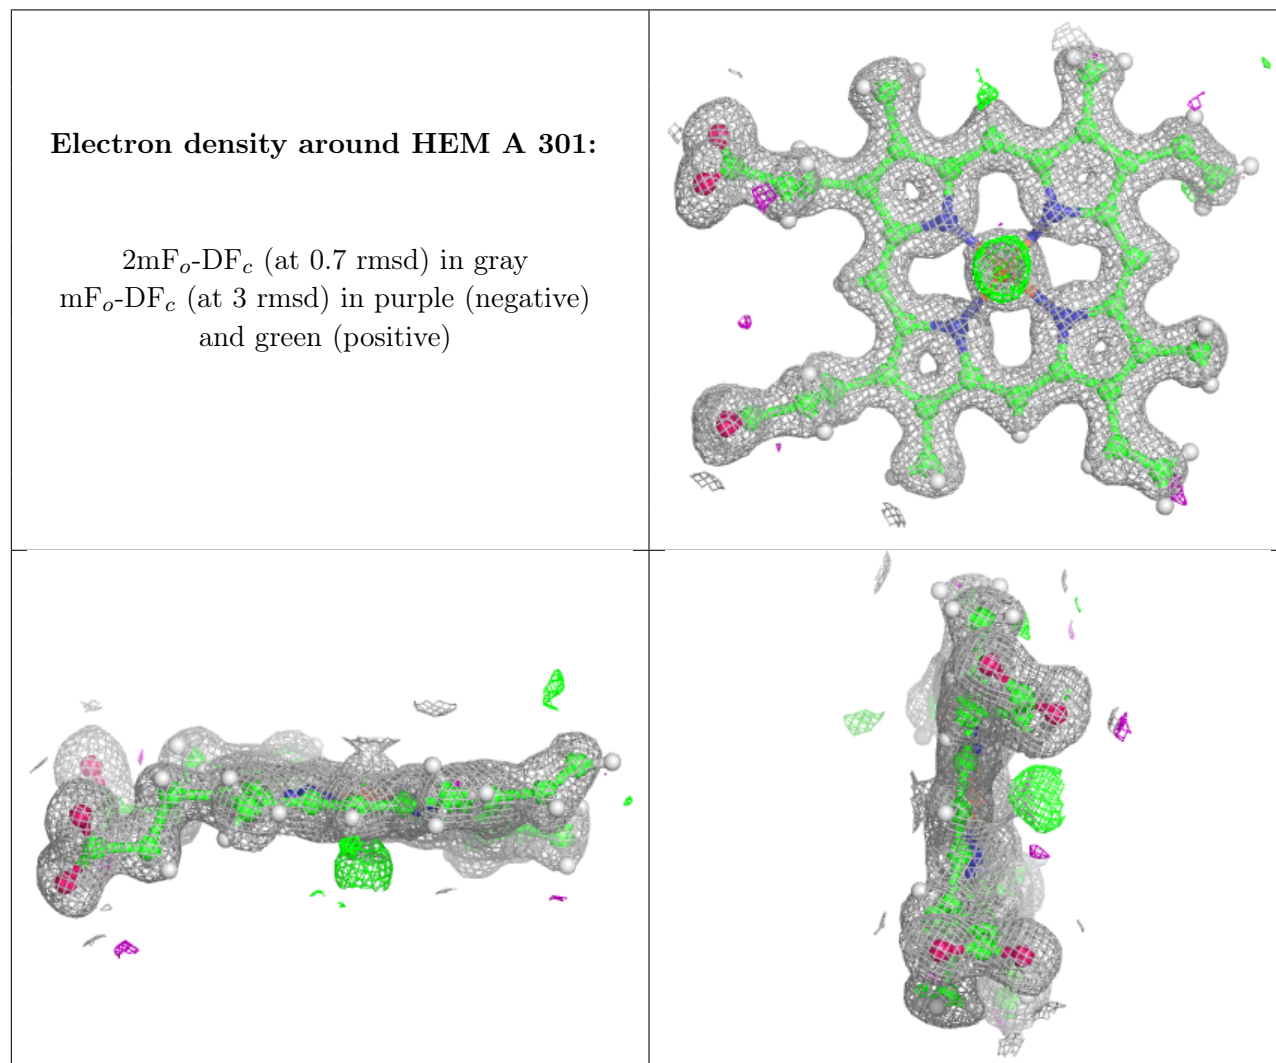 Electron density around HEM A 301:
2mFo-DFc (at 0.7 rmsd) in gray
mFo-DFc (at 3 rmsd) in purple (negative)
and green (positive)